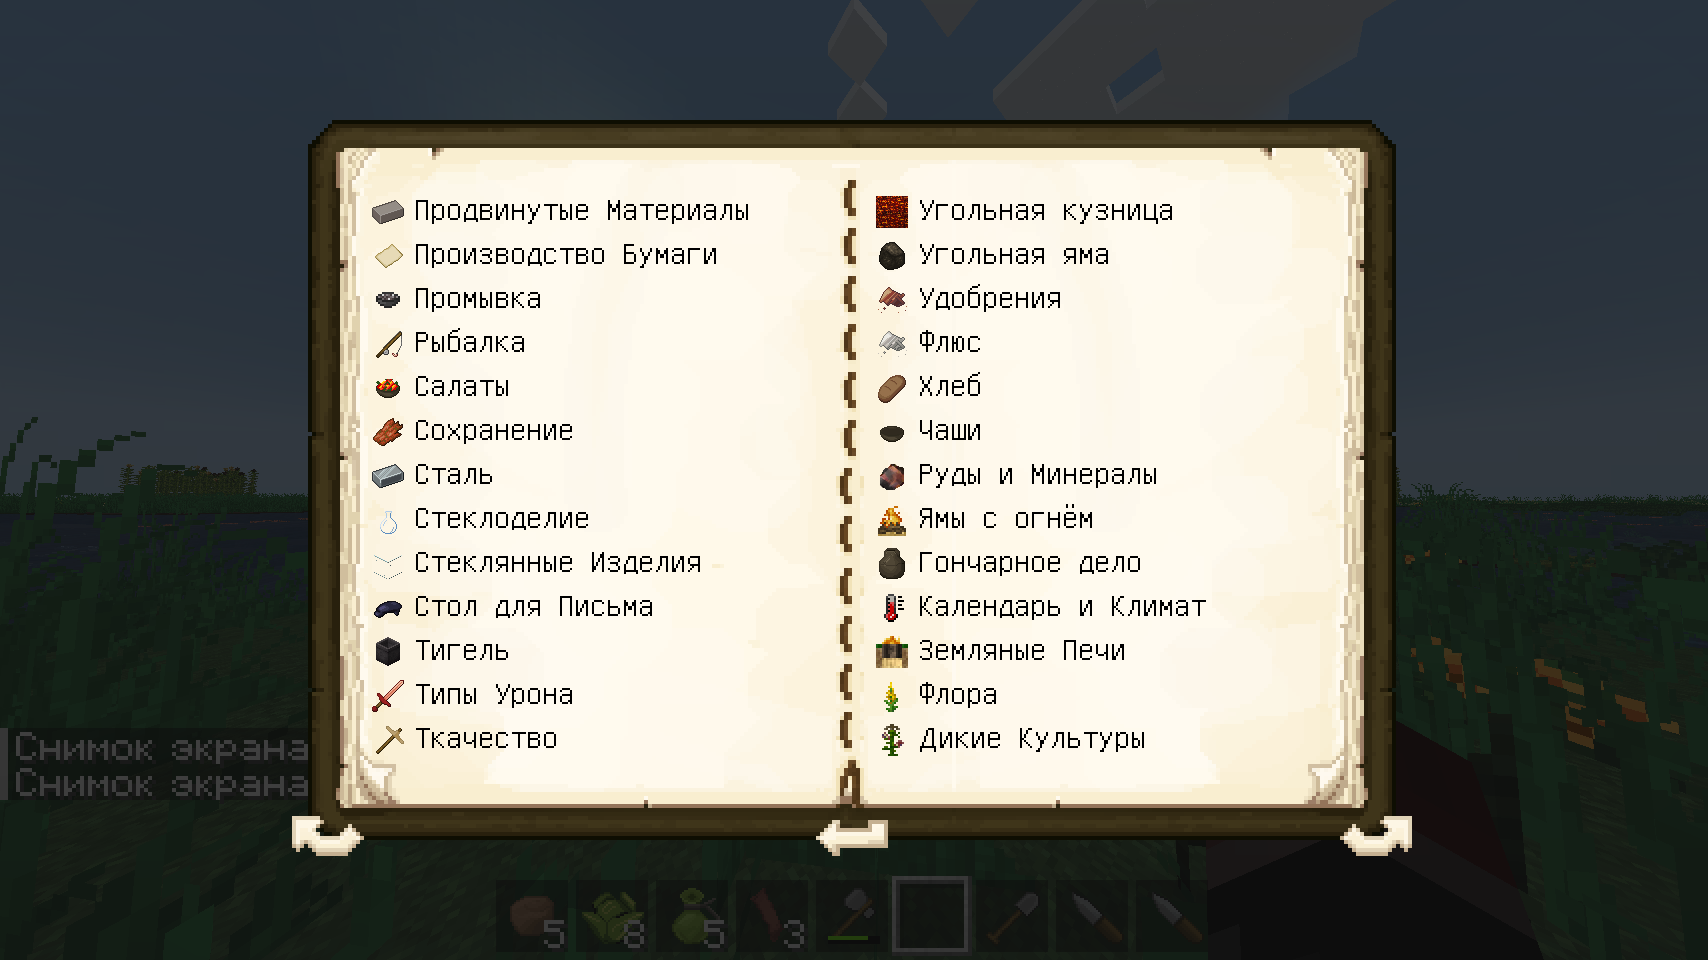 Продвинутые Материалы
Производство Бумаги
Промывка
Рыбалка
Салаты
Сохранение
Сталь
Стеклоделие
Стеклянные Изделия
Стол для Письма
Тигель
Типы Урона
Ткачество
Угольная кузница
Угольная яма
Удобрения
Флюс
Хлеб
Чаши
Руды и Минералы
Ямы с огнём
Гончарное дело
Календарь и Климат
Земляные Печи
Флора
Дикие Культуры
Снимок экрана
Снимок экрана
5 8 5 3